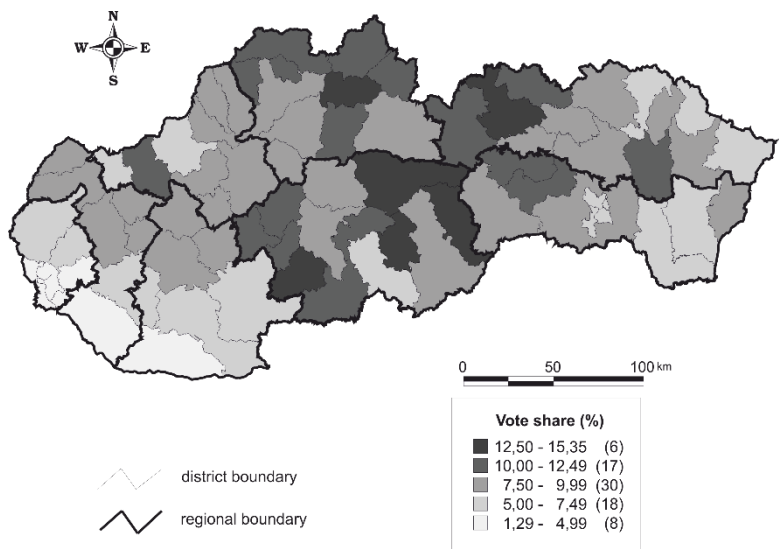 N
W E
S
0 50 100 km
Vote share (%)
12,50 - 15,35 (6)
10,00 - 12,49 (17)
7,50 - 9,99 (30)
5,00 - 7,49 (18)
1,29 - 4,99 (8)
district boundary
regional boundary